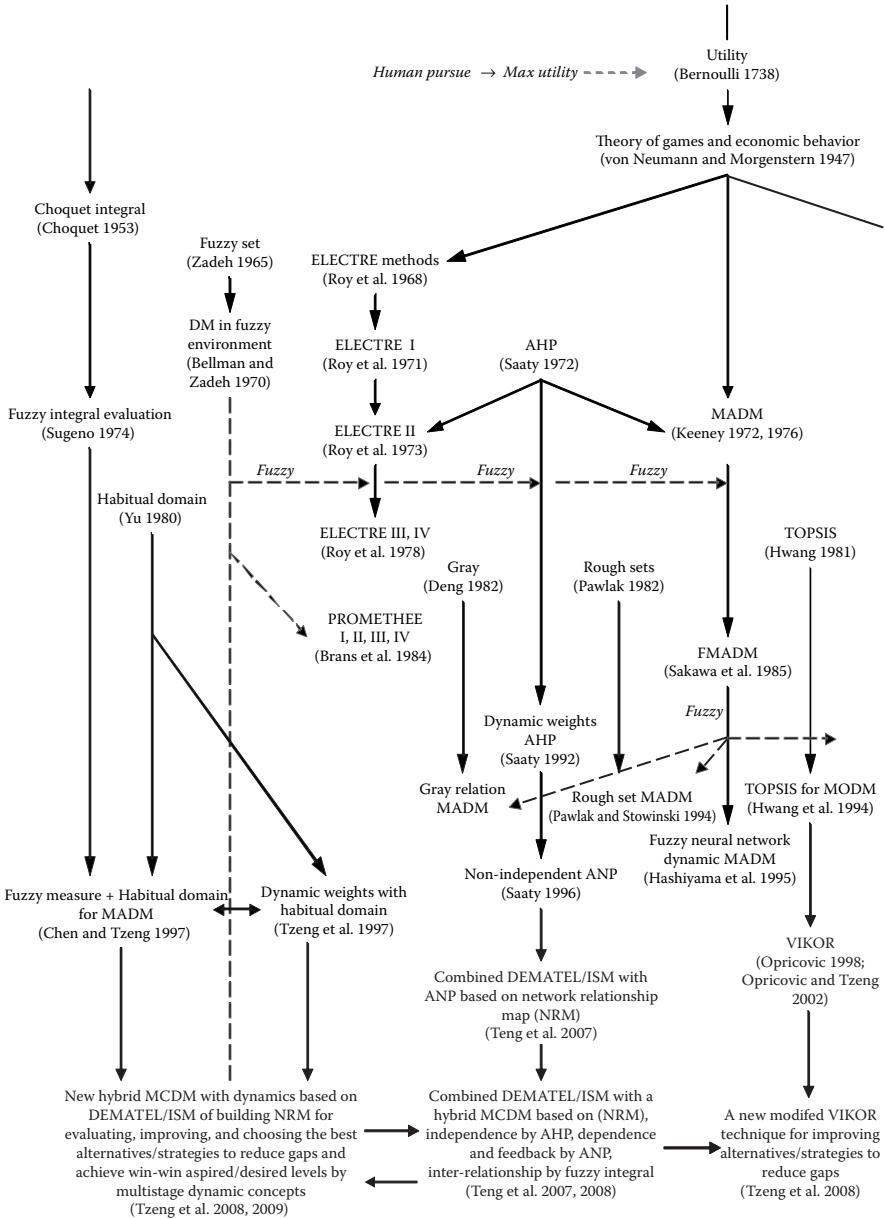 Utility
(Bernoulli 1738)
Human pursue → Max utility
Theory of games and economic behavior
(von Neumann and Morgenstern 1947)
Choquet integral
(Choquet 1953)
Fuzzy set
(Zadeh 1965)
ELECTRE methods
(Roy et al. 1968)
DM in fuzzy
environment
(Bellman and
Zadeh 1970)
ELECTRE I
(Roy et al. 1971)
AHP
(Saaty 1972)
Fuzzy integral evaluation
(Sugeno 1974)
ELECTRE II
(Roy et al. 1973)
MADM
(Keeney 1972, 1976)
Fuzzy
Fuzzy
Fuzzy
Habitual domain
(Yu 1980)
ELECTRE III, IV
(Roy et al. 1978)
TOPSIS
(Hwang 1981)
Gray
(Deng 1982)
Rough sets
(Pawlak 1982)
PROMETHEE
I, II, III, IV
(Brans et al. 1984)
FMADM
(Sakawa et al. 1985)
Fuzzy
Dynamic weights
AHP
(Saaty 1992)
Gray relation
MADM
Rough set MADM
(Pawlak and Stowinski 1994)
TOPSIS for MODM
(Hwang et al. 1994)
Fuzzy neural network
dynamic MADM
(Hashiyama et al. 1995)
Non-independent ANP
(Saaty 1996)
Fuzzy measure + Habitual domain
for MADM
(Chen and Tzeng 1997)
Dynamic weights with
habitual domain
(Tzeng et al. 1997)
VIKOR
(Opricovic 1998;
Opricovic and Tzeng
2002)
Combined DEMATEL/ISM with
ANP based on network relationship
map (NRM)
(Teng et al. 2007)
New hybrid MCDM with dynamics based on
DEMATEL/ISM of building NRM for
evaluating, improving, and choosing the best
alternatives/strategies to reduce gaps and
achieve win-win aspired/desired levels by
multistage dynamic concepts
(Tzeng et al. 2008, 2009)
Combined DEMATEL/ISM with a
hybrid MCDM based on (NRM),
independence by AHP, dependence
and feedback by ANP,
inter-relationship by fuzzy integral
(Teng et al. 2007, 2008)
A new modifed VIKOR
technique for improving
alternatives/strategies to
reduce gaps
(Tzeng et al. 2008)